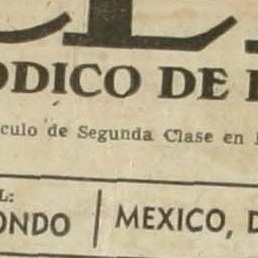 ODICO DE
culo de Segunda Clase en
L:
ONDO | MEXICO, D